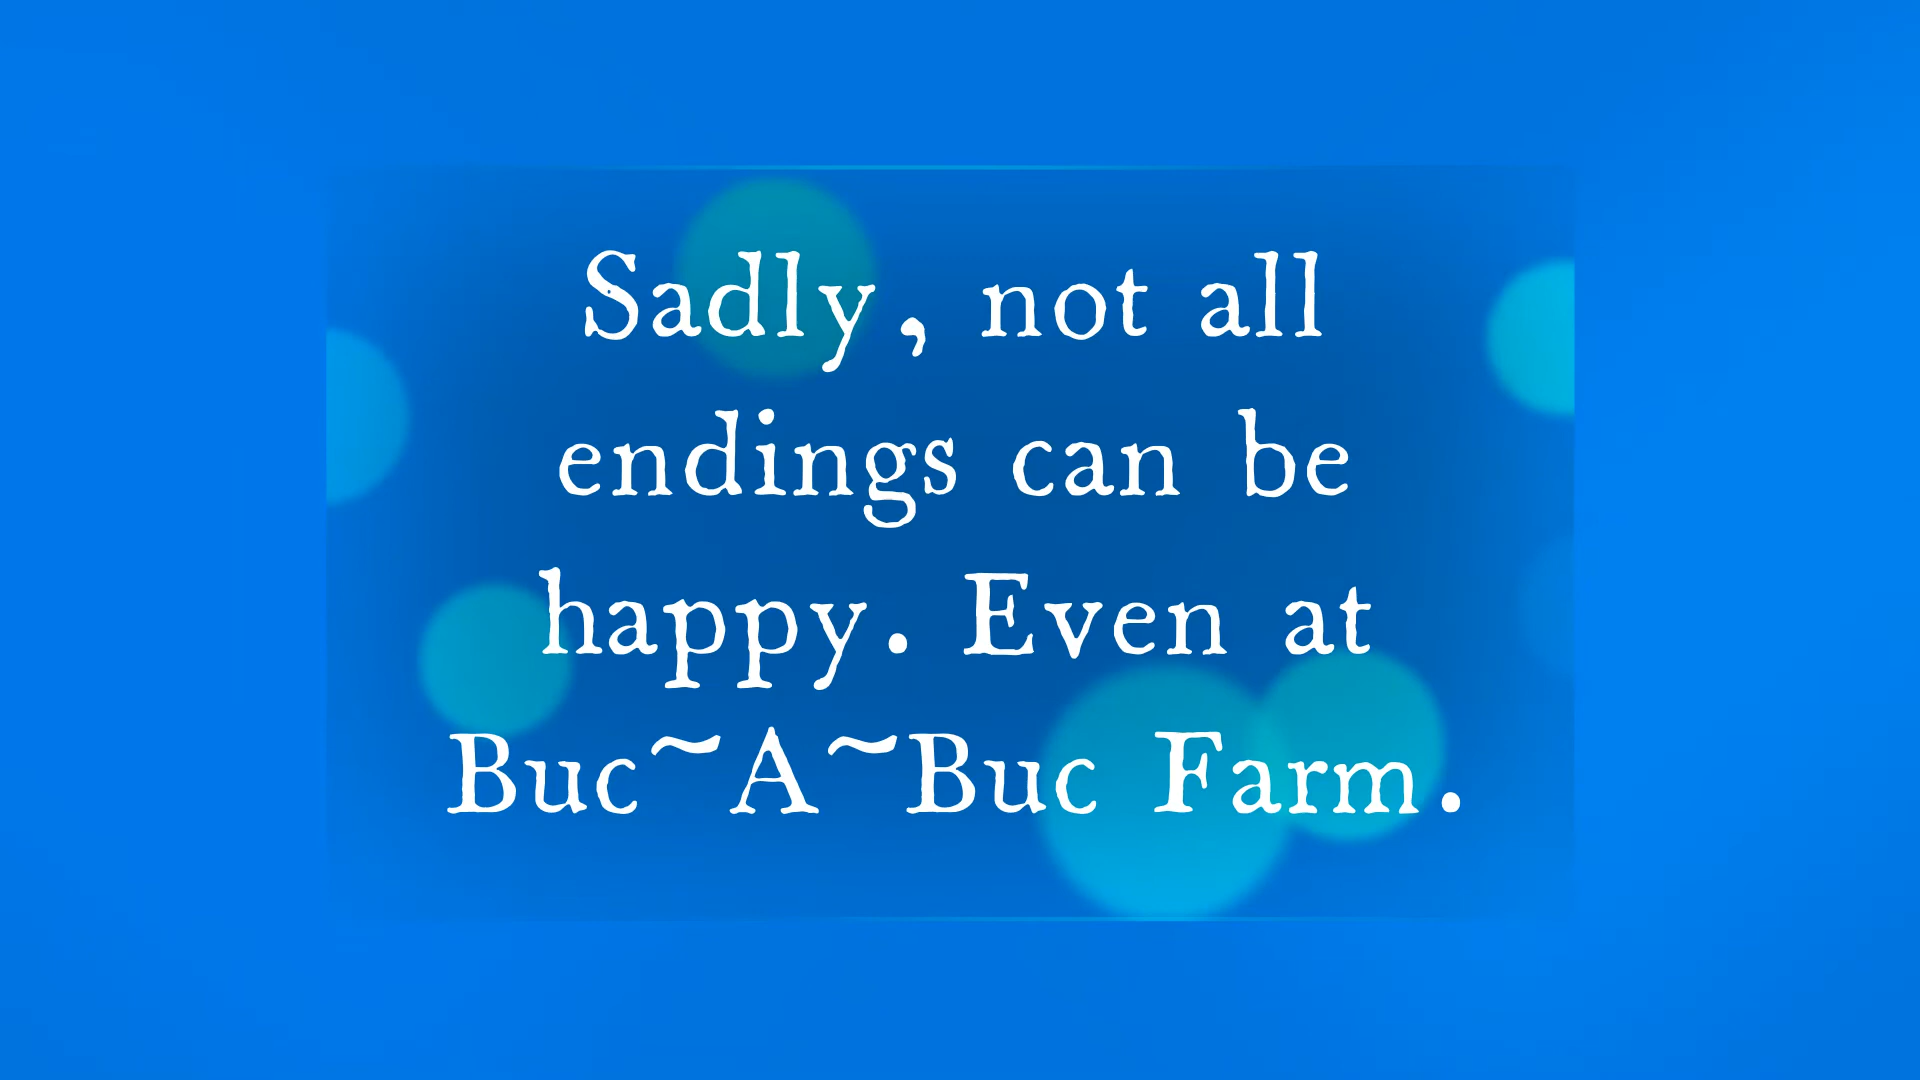 Sadly, not all
endings can be
happy. Even at
Buc~A~Buc Farm.